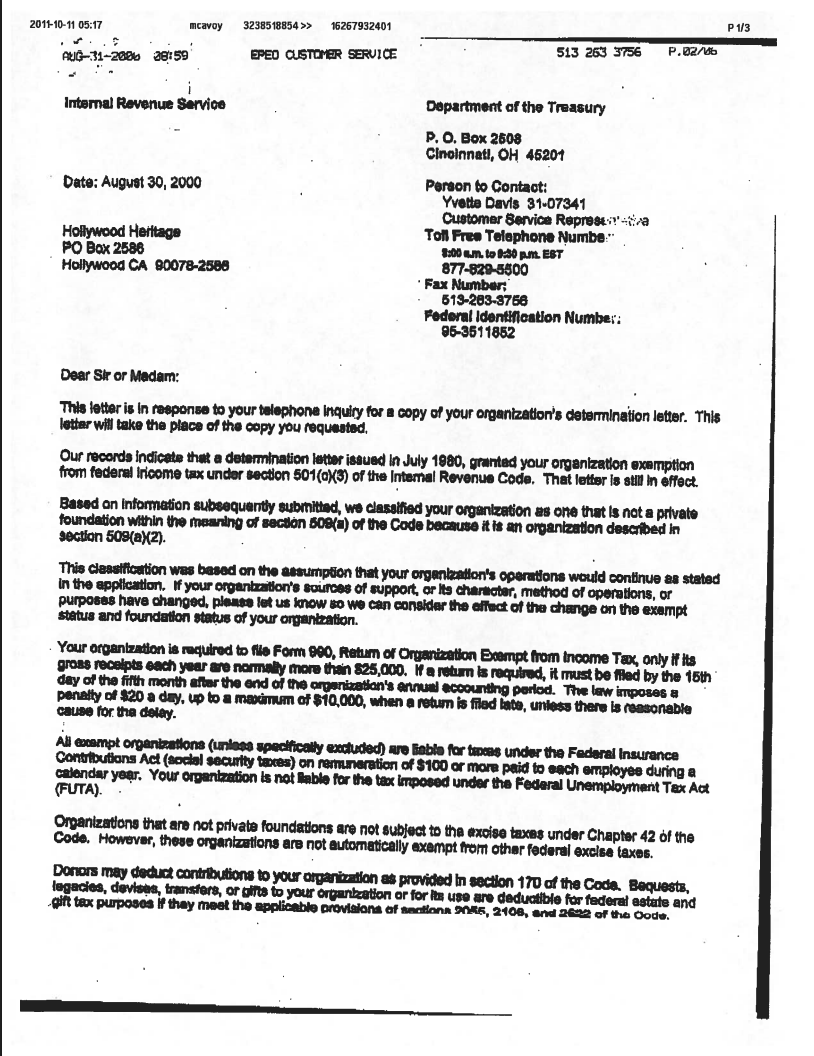 2011-10-11 05:17 mcavoy 3238518854 >> 16267932401 P 1/3
AUG-31-2000 08:59 EPEO CUSTOMER SERVICE 513 263 3756 P.02/06
Internal Revenue Service
Department of the Treasury
P. O. Box 2508
Cincinnati, OH 45201
Date: August 30, 2000
Person to Contact:
Yvette Davis 31-07341
Customer Service
Toll Free Telephone
8:00 a.m. to 9:30 p.m. EST
877-829-5500
Fax Number:
513-263-3756
Federal Identification Number:
95-3511852
Hollywood Heritage
PO Box 2586
Hollywood CA 90078-2586
Dear Sir or Madam:
This letter is in response to your telephone inquiry for a copy of your organization's determination letter. This
letter will take the place of the copy you requested.
Our records indicate that a determination letter issued in July 1980, granted your organization exemption
from federal income tax under section 501(c)(3) of the Internal Revenue Code. That letter is still in effect.
Based on information subsequently submitted, we classified your organization as one that is not a private
foundation within the meaning of section 509(a) of the Code because it is an organization described in
section 509(a)(2).
This classification was based on the assumption that your organization's operations would continue as stated
in the application. If your organization's sources of support, or its character, method of operations, or
purposes have changed, please let us know so we can consider the effect of the change on the exempt
status and foundation status of your organization.
Your organization is required to file Form 990, Return of Organization Exempt from Income Tax, only if its
gross receipts each year are normally more than $25,000. If a return is required, it must be filed by the 15th
day of the fifth month after the end of the organization's annual accounting period. The law imposes a
penalty of $20 a day, up to a maximum of $10,000, when a return is filed late, unless there is reasonable
cause for the delay.
All exempt organizations (unless specifically excluded) are liable for taxes under the Federal Insurance
Contributions Act (social security taxes) on remuneration of $100 or more paid to each employee during a
calendar year. Your organization is not liable for the tax imposed under the Federal Unemployment Tax Act
(FUTA).
Organizations that are not private foundations are not subject to the excise taxes under Chapter 42 of the
Code. However, these organizations are not automatically exempt from other federal excise taxes.
Donors may deduct contributions to your organization as provided in section 170 of the Code. Bequests,
legacies, devises, transfers, or gifts to your organization or for its use are deductible for federal estate and
gift tax purposes if they meet the applicable provisions of sections 2055, 2106, and 2522 of the Code.